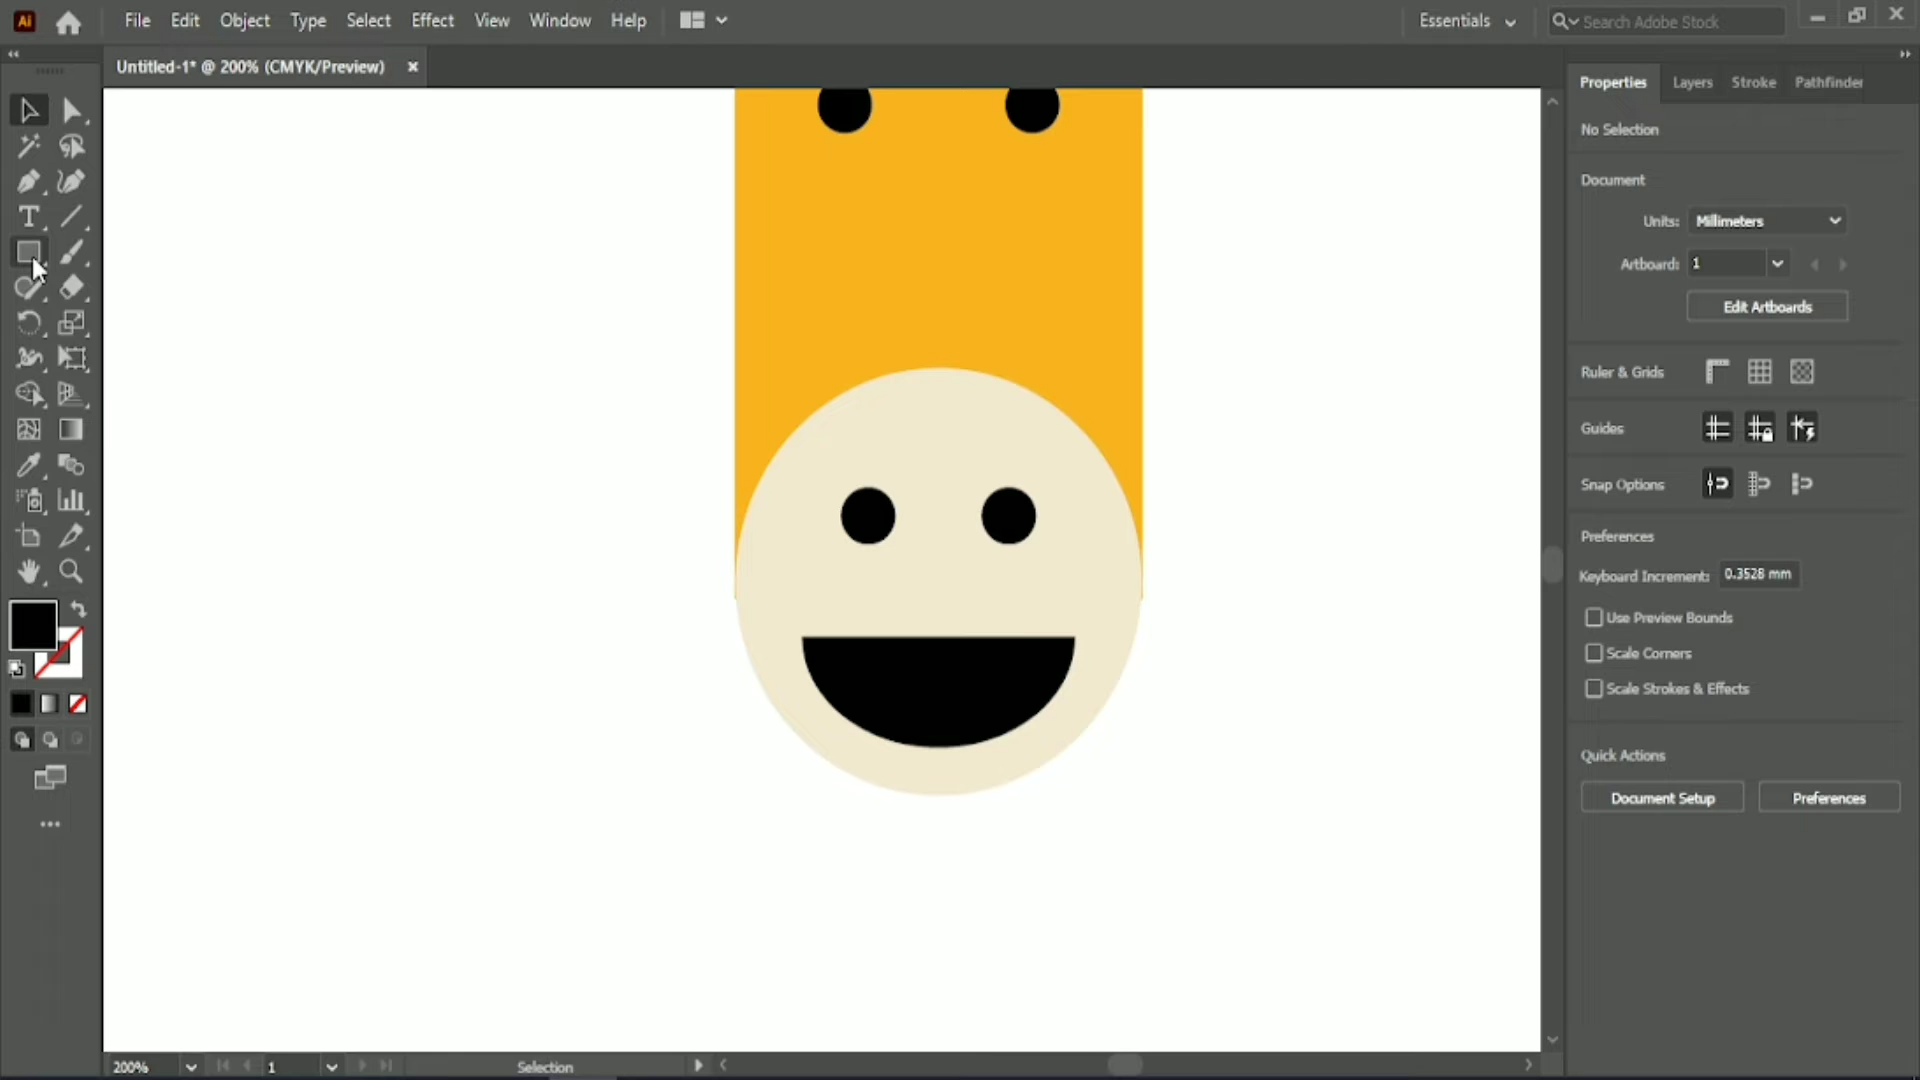 Ai File Edit Object Type Select Effect View Window Help Essentials Search Adobe Stock
Untitled-1* @ 200% (CMYK/Preview)
Properties Layers Stroke Pathfinder
No Selection
Document
Units: Millimeters
Artboard: 1
Edit Artboards
Ruler & Grids
Guides
Snap Options
Preferences
Keyboard Increment: 0.3528 mm
Use Preview Bounds
Scale Corners
Scale Strokes & Effects
Quick Actions
Document Setup Preferences
200% 1 Selection